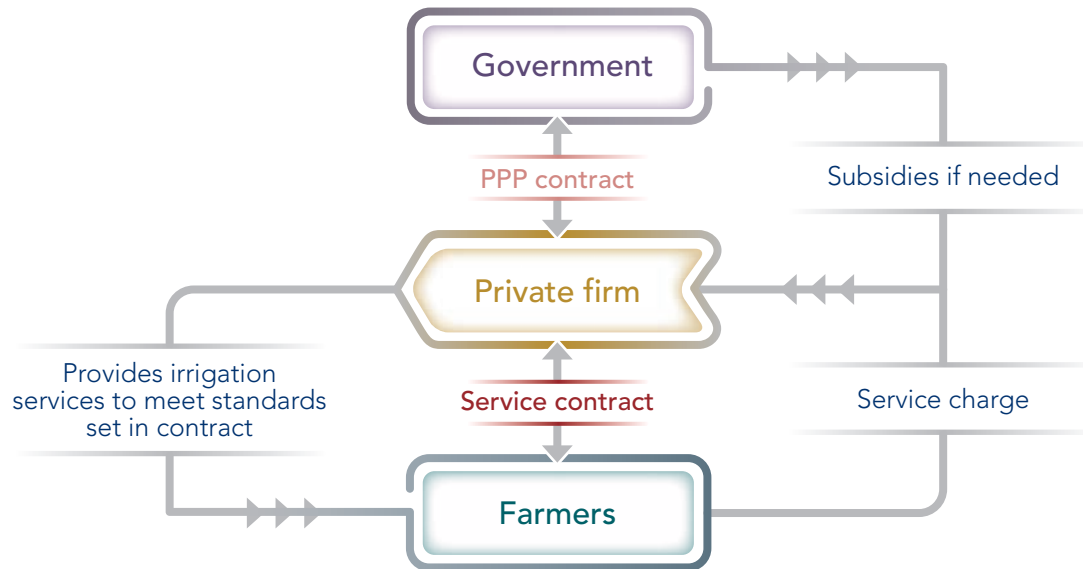 Government
PPP contract
Subsidies if needed
Private firm
Provides irrigation
services to meet standards
set in contract
Service contract
Service charge
Farmers